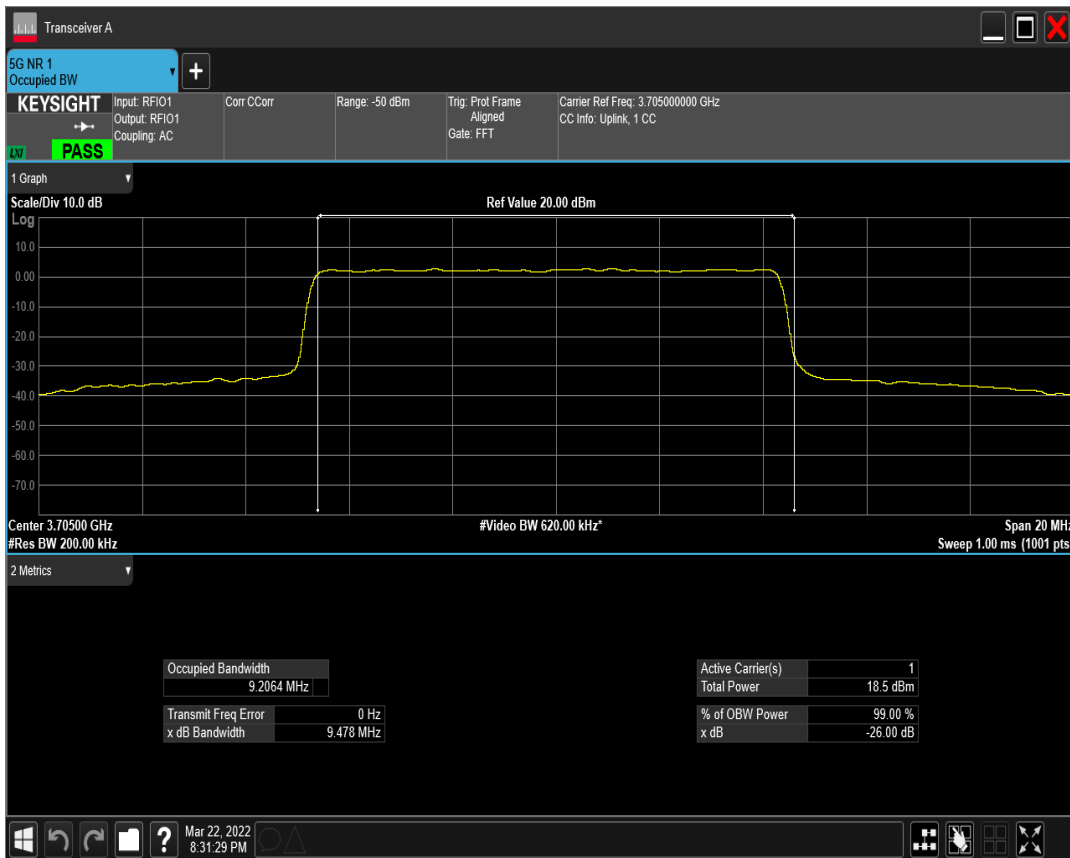 Transceiver A
5G NR 1
Occupied BW
KEYSIGHT
LXI
PASS
Input: RFIO1
Output: RFIO1
Coupling: AC
Corr CCorr
Range: -50 dBm
Trig: Prot Frame
Aligned
Gate: FFT
Carrier Ref Freq: 3.705000000 GHz
CC Info: Uplink, 1 CC
1 Graph
Scale/Div 10.0 dB
Ref Value 20.00 dBm
Log
10.0
0.00
-10.0
-20.0
-30.0
-40.0
-50.0
-60.0
-70.0
Center 3.70500 GHz
#Video BW 620.00 kHz*
Span 20 MHz
#Res BW 200.00 kHz
Sweep 1.00 ms (1001 pts
2 Metrics
Occupied Bandwidth
9.2064 MHz
Transmit Freq Error 0 Hz
x dB Bandwidth 9.478 MHz
Active Carrier(s) 1
Total Power 18.5 dBm
% of OBW Power 99.00 %
x dB -26.00 dB
?
Mar 22, 2022
8:31:29 PM